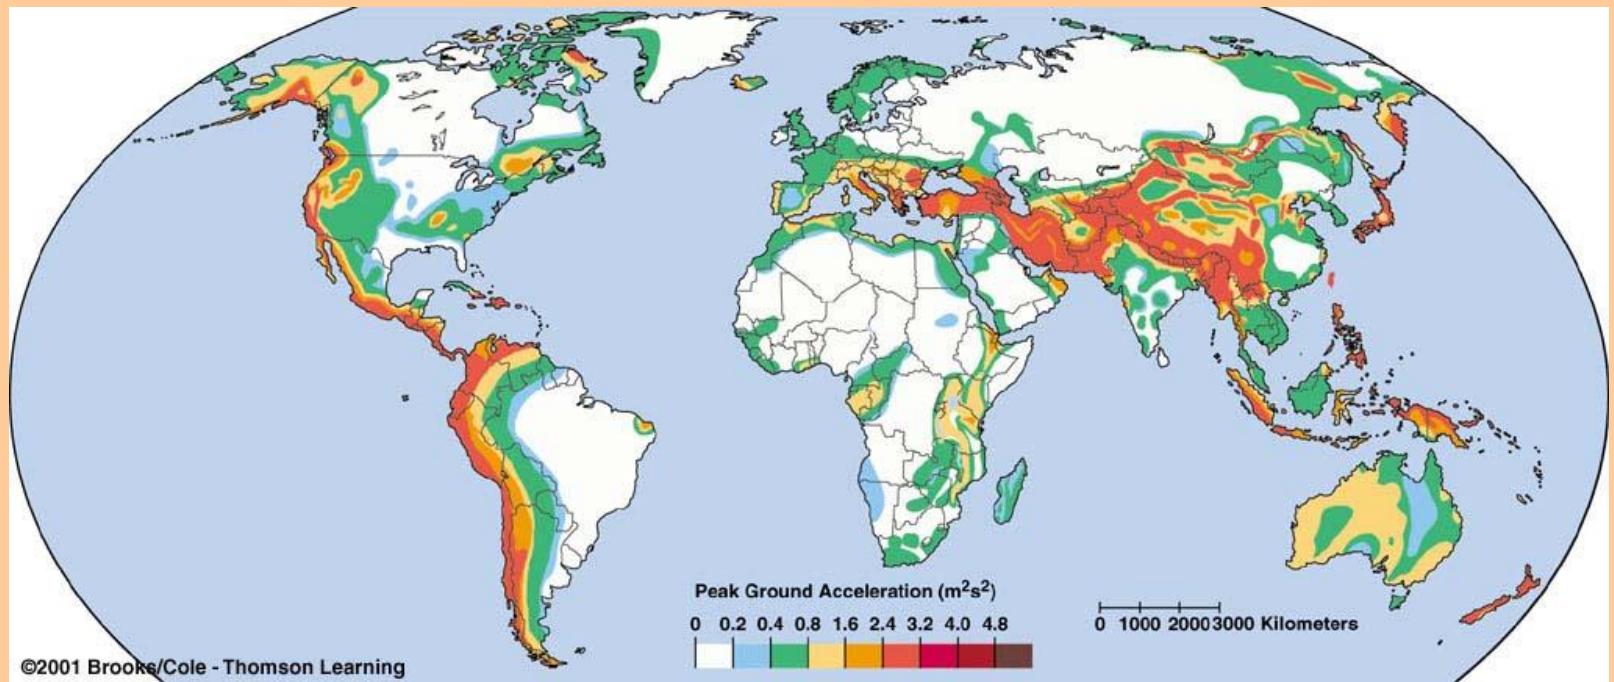 Peak Ground Acceleration (m²s²)
0 0.2 0.4 0.8 1.6 2.4 3.2 4.0 4.8
0 1000 2000 3000 Kilometers
©2001 Brooks/Cole - Thomson Learning